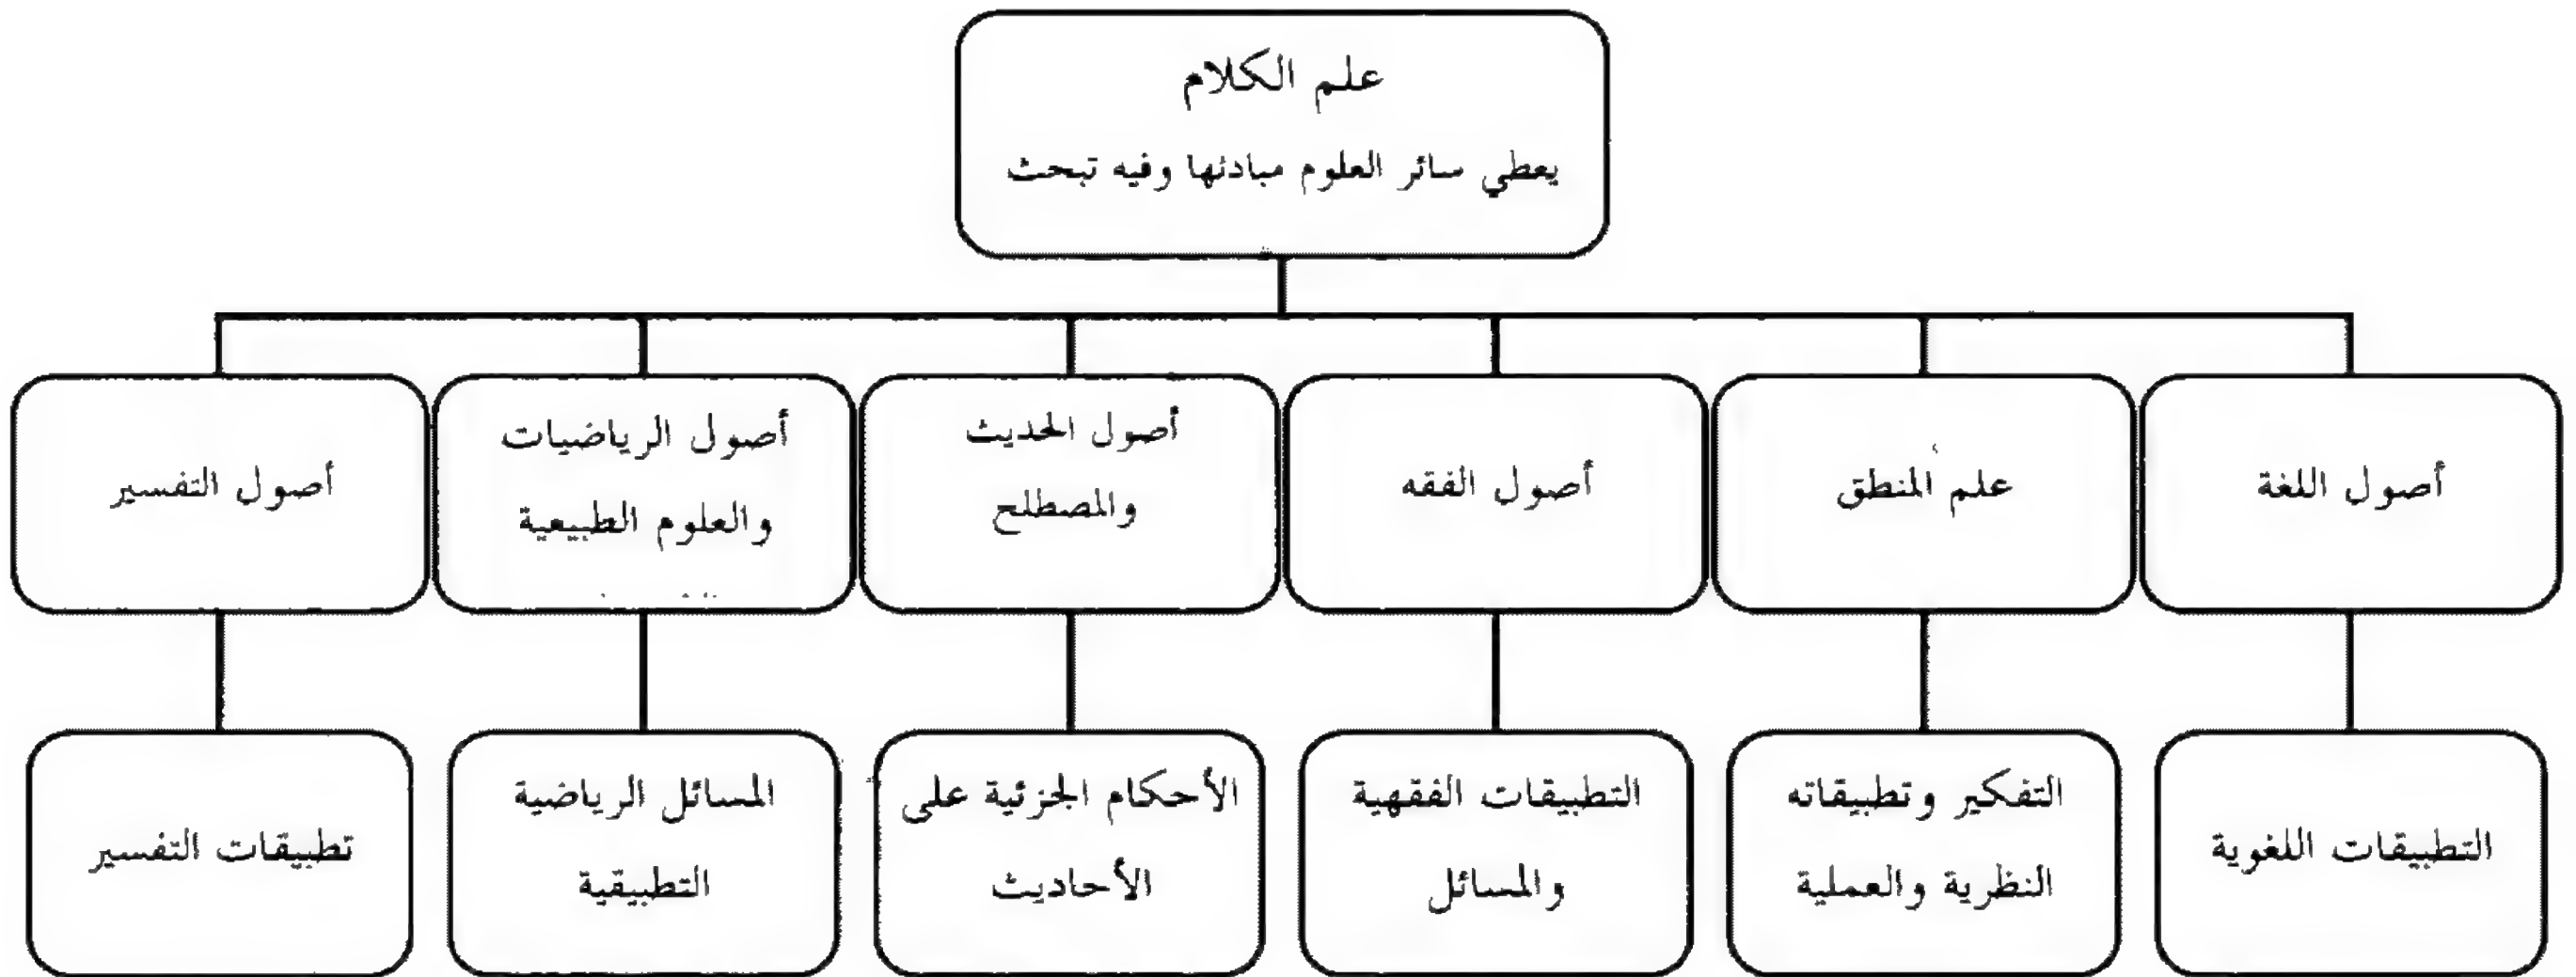 علم الكلام
يعطي سائر العلوم مبادئها وفيه تبحث
أصول اللغة
علم المنطق
أصول الفقه
أصول الحديث
والمصطلح
أصول الرياضيات
والعلوم الطبيعية
أصول التفسير
التطبيقات اللغوية
التفكير وتطبيقاته
النظرية والعملية
التطبيقات الفقهية
والمسائل
الأحكام الجزئية على
الأحاديث
المسائل الرياضية
التطبيقية
تطبيقات التفسير